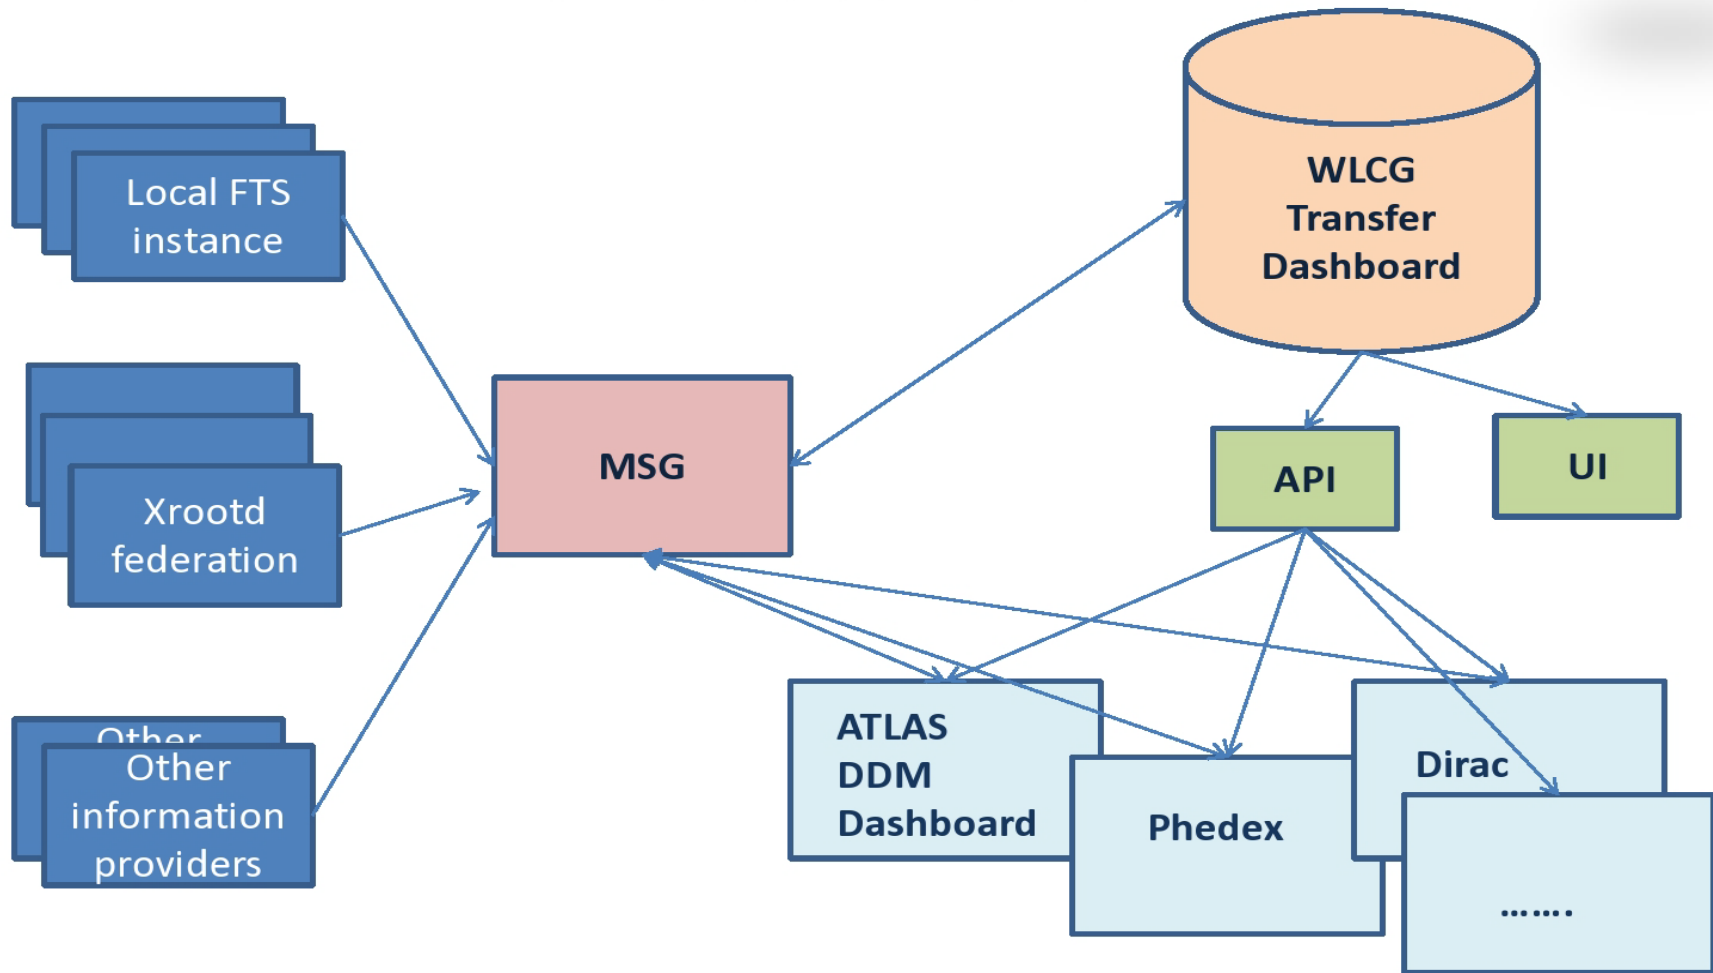 Local FTS
instance
Xrootd
federation
Other
Other
information
providers
MSG
WLCG
Transfer
Dashboard
API
UI
ATLAS
DDM
Dashboard
Phedex
Dirac
.......